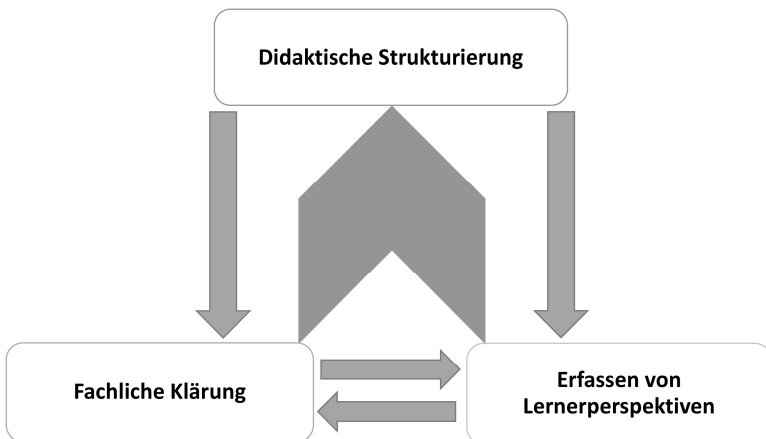 Didaktische Strukturierung
Fachliche Klärung
Erfassen von
Lernerperspektiven